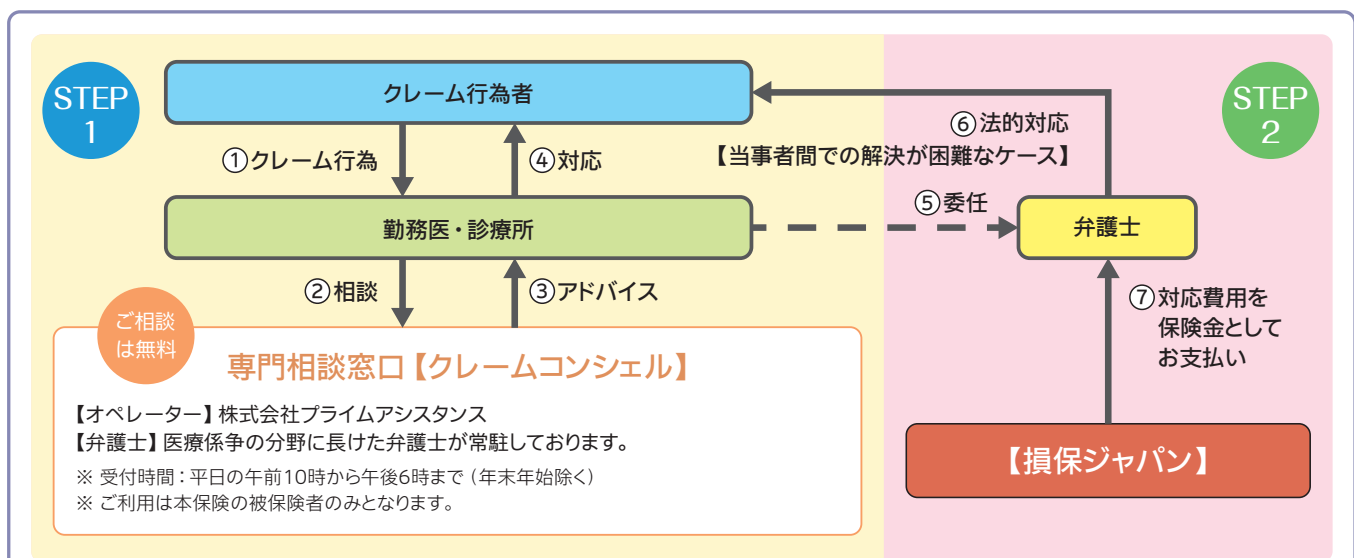 STEP
1
クレーム行為者
STEP
2
①クレーム行為
④対応
⑥法的対応
【当事者間での解決が困難なケース】
勤務医・診療所
⑤委任
弁護士
②相談
③アドバイス
⑦対応費用を
保険金として
お支払い
ご相談
は無料
専門相談窓口【クレームコンシェル】
【オペレーター】株式会社プライムアシスタンス
【弁護士】医療係争の分野に長けた弁護士が常駐しております。
※ 受付時間:平日の午前10時から午後6時まで(年末年始除く)
※ ご利用は本保険の被保険者のみとなります。
【損保ジャパン】